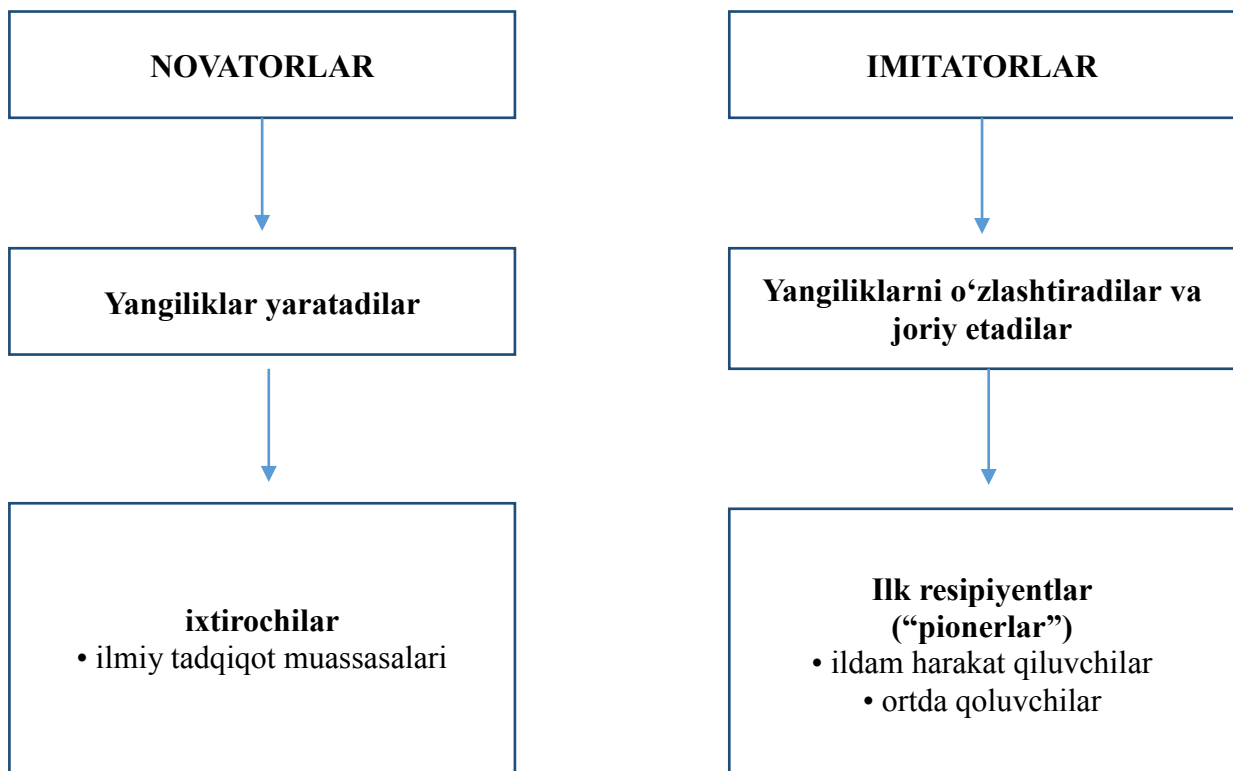 NOVATORLAR
IMITATORLAR
Yangiliklar yaratadilar
Yangiliklarni o‘zlashtiradilar va
joriy etadilar
ixtirochilar
• ilmiy tadqiqot muassasalari
Ilk resipiyentlar
(“pionerlar”)
• ildam harakat qiluvchilar
• ortda qoluvchilar